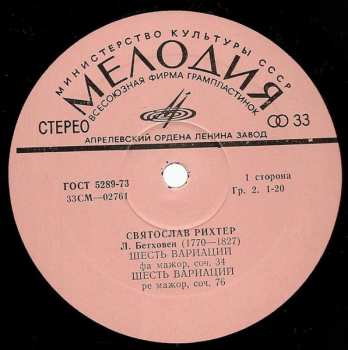 МИНИСТЕРСТВО КУЛЬТУРЫ СССР
МЕЛОДИЯ
ВСЕСОЮЗНАЯ ФИРМА ГРАМПЛАСТИНОК
СТЕРЕО
33
АПРЕЛЕВСКИЙ ОРДЕНА ЛЕНИНА ЗАВОД
ГОСТ 5289-73
33СМ—02761
1 сторона
Гр. 2. 1-20
СВЯТОСЛАВ РИХТЕР
Л. Бетховен (1770—1827)
ШЕСТЬ ВАРИАЦИЙ
фа мажор, соч. 34
ШЕСТЬ ВАРИАЦИЙ
ре мажор, соч. 76